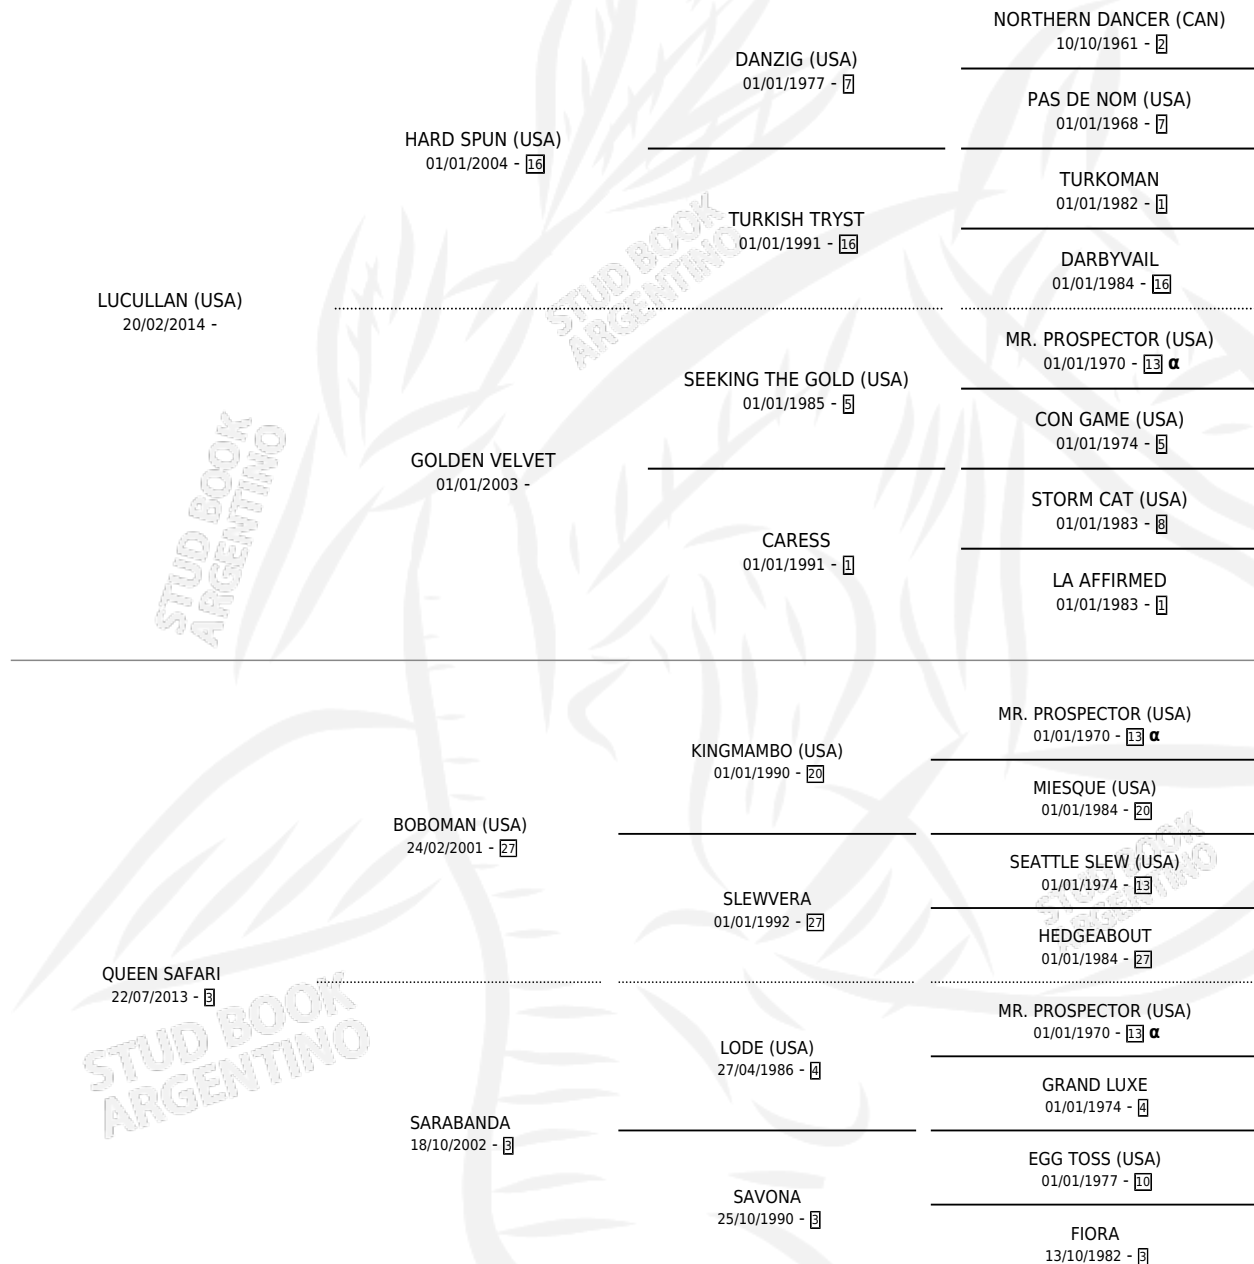 NORTHERN DANCER (CAN)
10/10/1961 - 2
DANZIG (USA)
01/01/1977 - 7
PAS DE NOM (USA)
01/01/1968 - 7
HARD SPUN (USA)
01/01/2004 - 16
TURKOMAN
01/01/1982 - 1
TURKISH TRYST
01/01/1991 - 16
DARBYVAIL
01/01/1984 - 16
LUCULLAN (USA)
20/02/2014 -
MR. PROSPECTOR (USA)
01/01/1970 - 13 α
SEEKING THE GOLD (USA)
01/01/1985 - 5
CON GAME (USA)
01/01/1974 - 5
GOLDEN VELVET
01/01/2003 -
STORM CAT (USA)
01/01/1983 - 8
CARESS
01/01/1991 - 1
LA AFFIRMED
01/01/1983 - 1
MR. PROSPECTOR (USA)
01/01/1970 - 13 α
KINGMAMBO (USA)
01/01/1990 - 20
MIESQUE (USA)
01/01/1984 - 20
BOBOMAN (USA)
24/02/2001 - 27
SEATTLE SLEW (USA)
01/01/1974 - 13
SLEWVERA
01/01/1992 - 27
HEDGEABOUT
01/01/1984 - 27
QUEEN SAFARI
22/07/2013 - 3
MR. PROSPECTOR (USA)
01/01/1970 - 13 α
LODE (USA)
27/04/1986 - 4
GRAND LUXE
01/01/1974 - 4
SARABANDA
18/10/2002 - 3
EGG TOSS (USA)
01/01/1977 - 10
SAVONA
25/10/1990 - 3
FIORA
13/10/1982 - 3
STUD BOOK
ARGENTINO
STUD BOOK
ARGENTINO
STUD BOOK
ARGENTINO
STUD BOOK
ARGENTINO